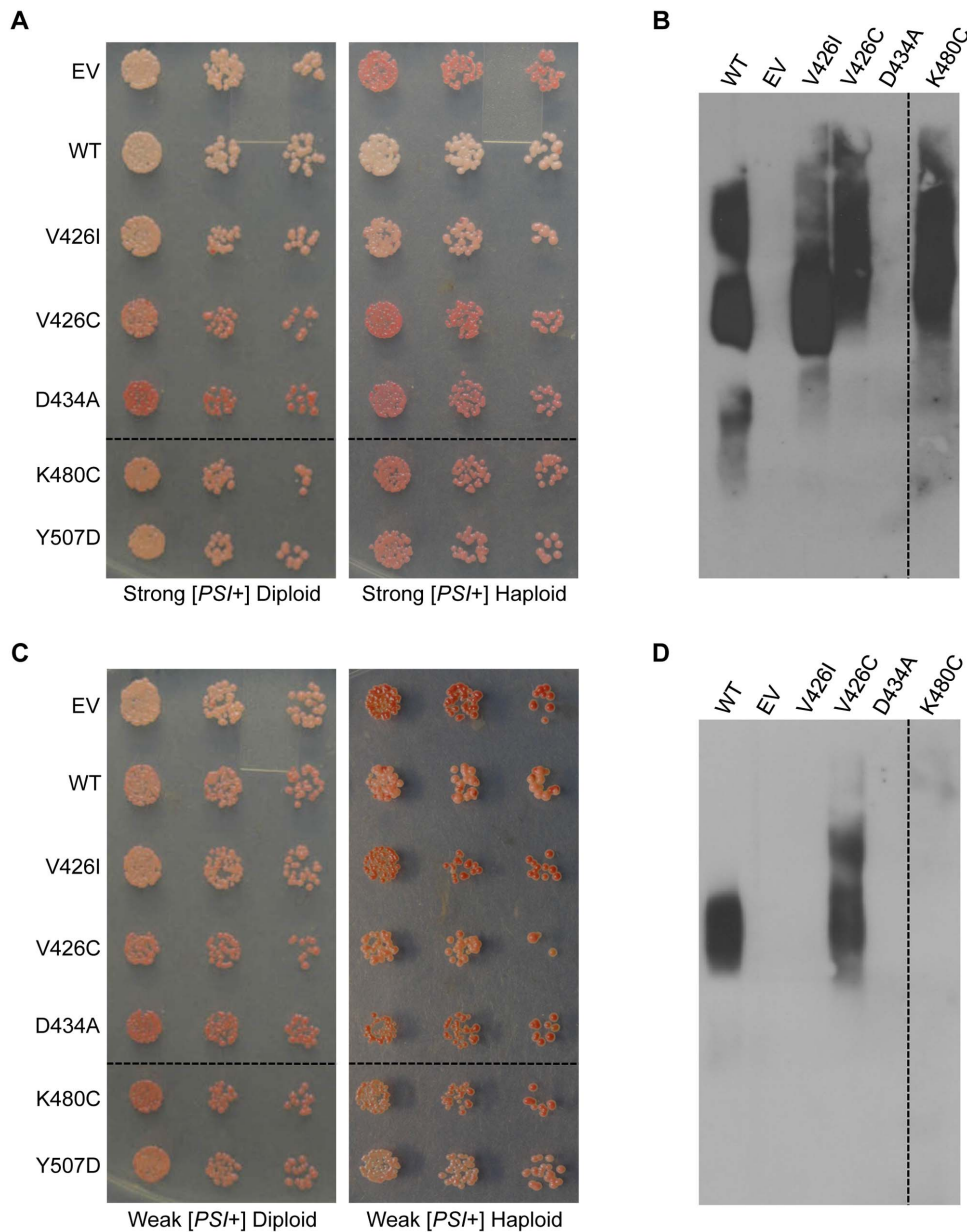 A
EV
WT
V426I
V426C
D434A
K480C
Y507D
Strong [PSI+] Diploid
Strong [PSI+] Haploid
B
WT
EV
V426I
V426C
D434A
K480C
C
EV
WT
V426I
V426C
D434A
K480C
Y507D
Weak [PSI+] Diploid
Weak [PSI+] Haploid
D
WT
EV
V426I
V426C
D434A
K480C